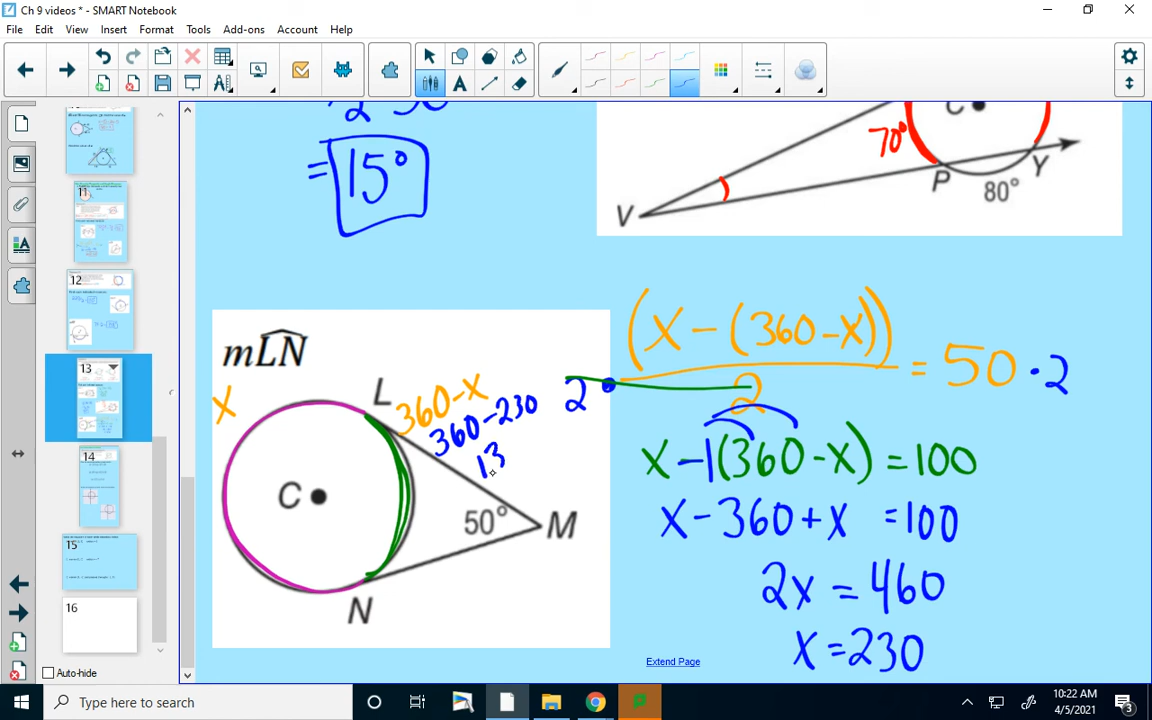 Ch 9 videos * - SMART Notebook
File Edit View Insert Format Tools Add-ons Account Help
= 15°
70°
C
V
P
Y
80°
mLN
x
L
360-x
360-230
13
C
50°
M
N
(x-(360-x))
2
= 50 · 2
2 ·
x-1(360-x) = 100
x-360+x = 100
2x = 460
x=230
Extend Page
11
12
13
14
15
16
Auto-hide
Type here to search
10:22 AM
4/5/2021
3